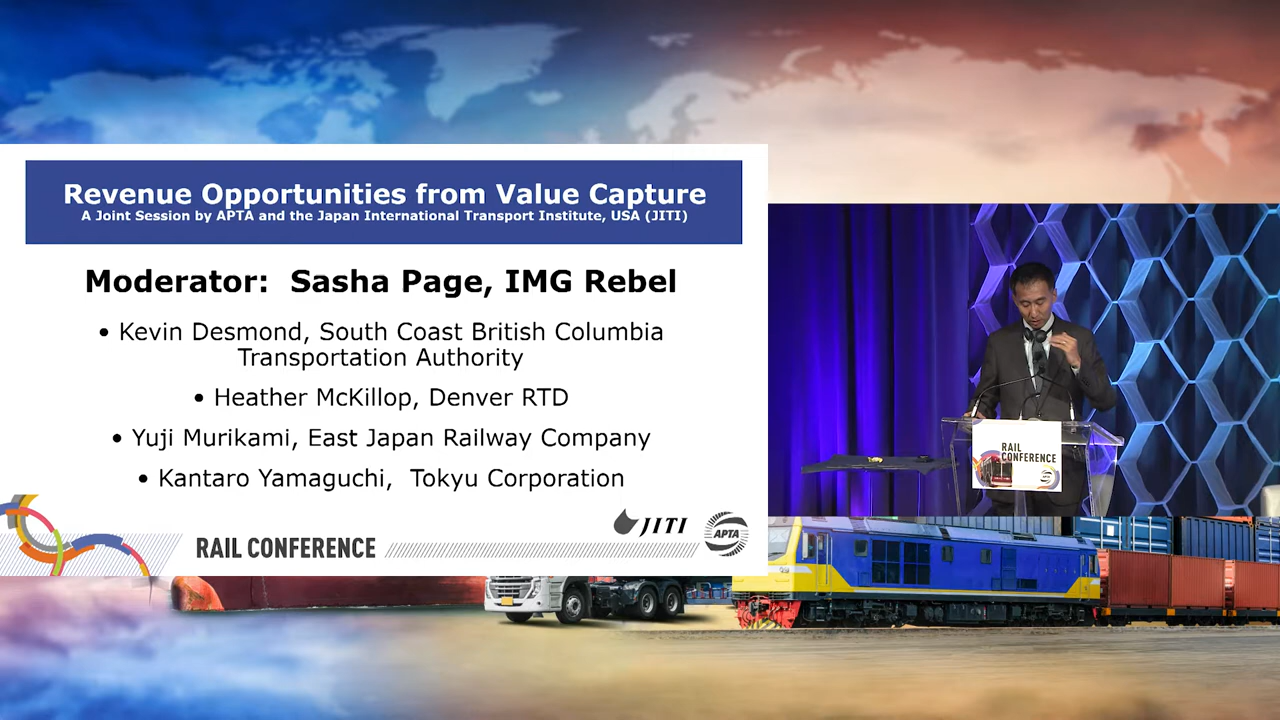 Revenue Opportunities from Value Capture
A Joint Session by APTA and the Japan International Transport Institute, USA (JITI)
Moderator:  Sasha Page, IMG Rebel
• Kevin Desmond, South Coast British Columbia
Transportation Authority
• Heather McKillop, Denver RTD
• Yuji Murikami, East Japan Railway Company
• Kantaro Yamaguchi,  Tokyu Corporation
JITI
APTA
RAIL CONFERENCE
RAIL
CONFERENCE
APTA